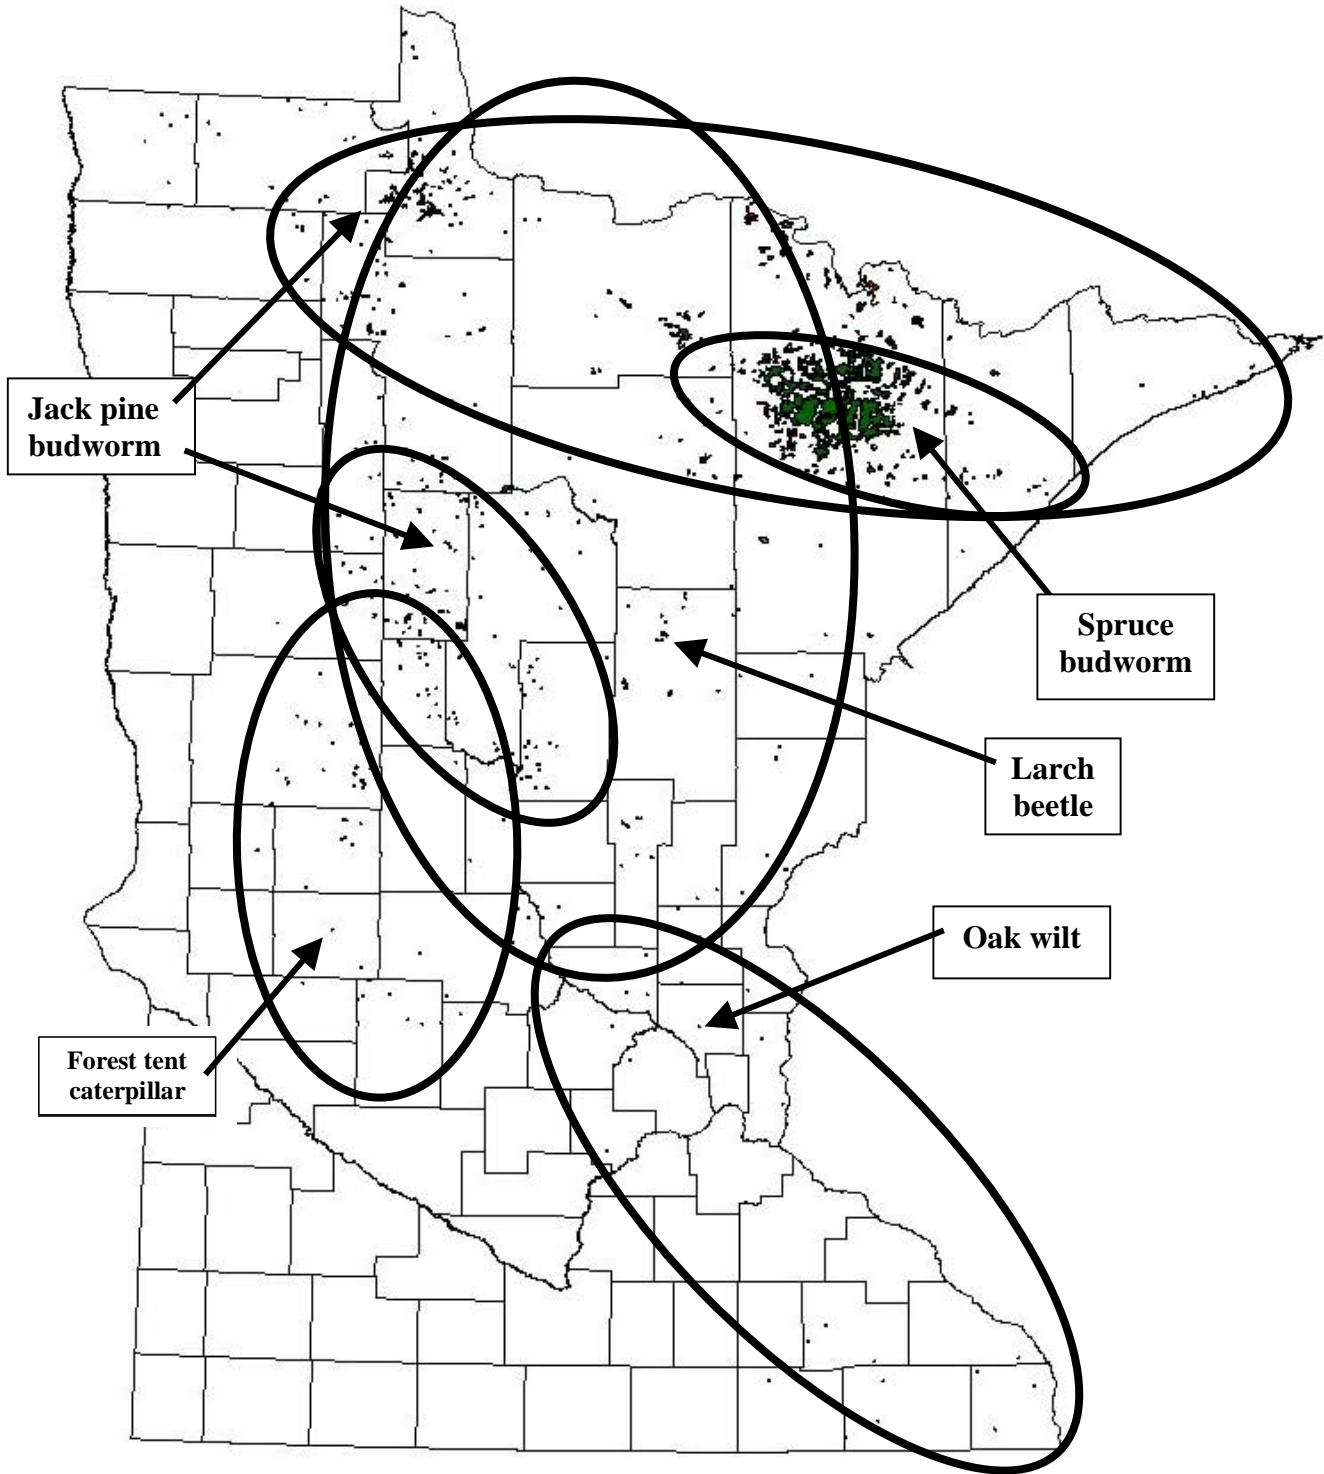 Jack pine
budworm
Spruce
budworm
Larch
beetle
Oak wilt
Forest tent
caterpillar